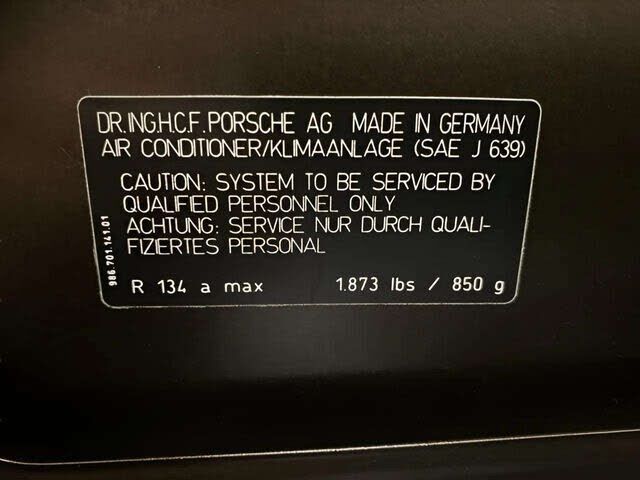 DR.ING.H.C.F.PORSCHE AG MADE IN GERMANY
AIR CONDITIONER/KLIMAANLAGE (SAE J 639)
CAUTION: SYSTEM TO BE SERVICED BY
QUALIFIED PERSONNEL ONLY
ACHTUNG: SERVICE NUR DURCH QUALI-
FIZIERTES PERSONAL
R 134 a max 1.873 lbs / 850 g
986.701.141.01